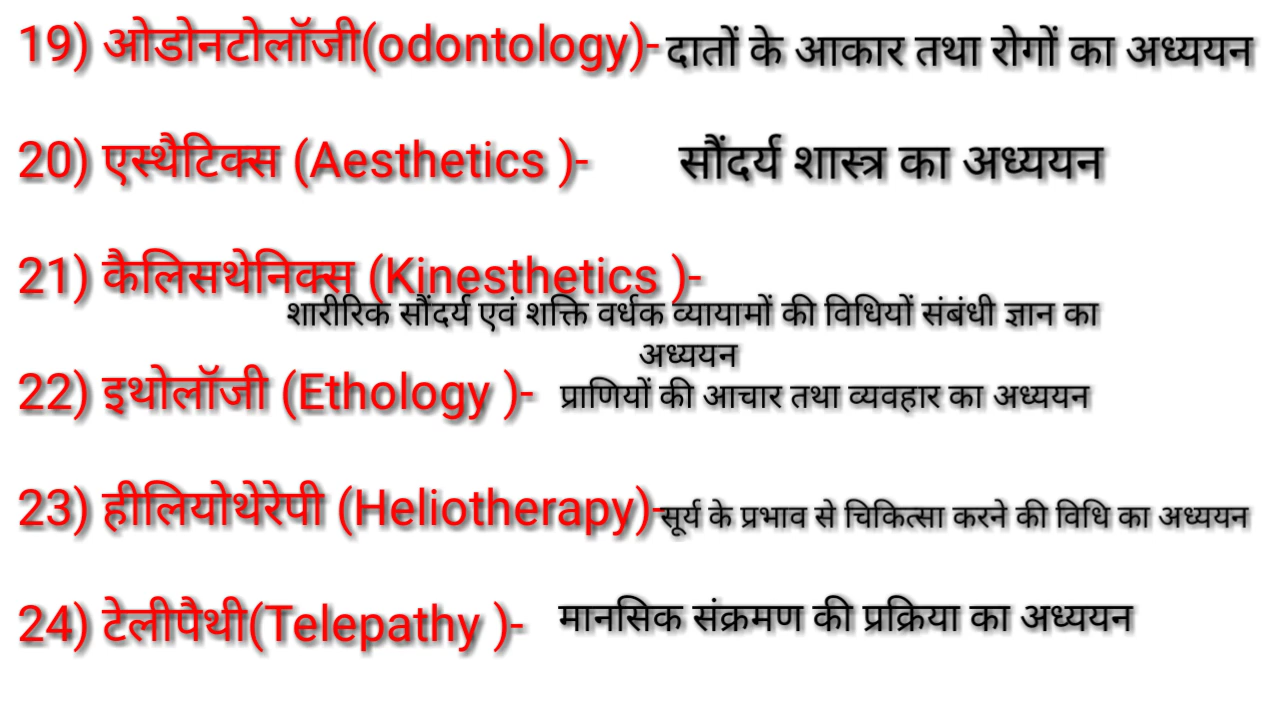 19) ओडोनटोलॉजी(odontology)- दातों के आकार तथा रोगों का अध्ययन
20) एस्थैटिक्स (Aesthetics )- सौंदर्य शास्त्र का अध्ययन
21) कैलिसथेनिक्स (Kinesthetics )-
शारीरिक सौंदर्य एवं शक्ति वर्धक व्यायामों की विधियों संबंधी ज्ञान का
अध्ययन
22) इथोलॉजी (Ethology )- प्राणियों की आचार तथा व्यवहार का अध्ययन
23) हीलियोथेरेपी (Heliotherapy)- सूर्य के प्रभाव से चिकित्सा करने की विधि का अध्ययन
24) टेलीपैथी(Telepathy )- मानसिक संक्रमण की प्रक्रिया का अध्ययन